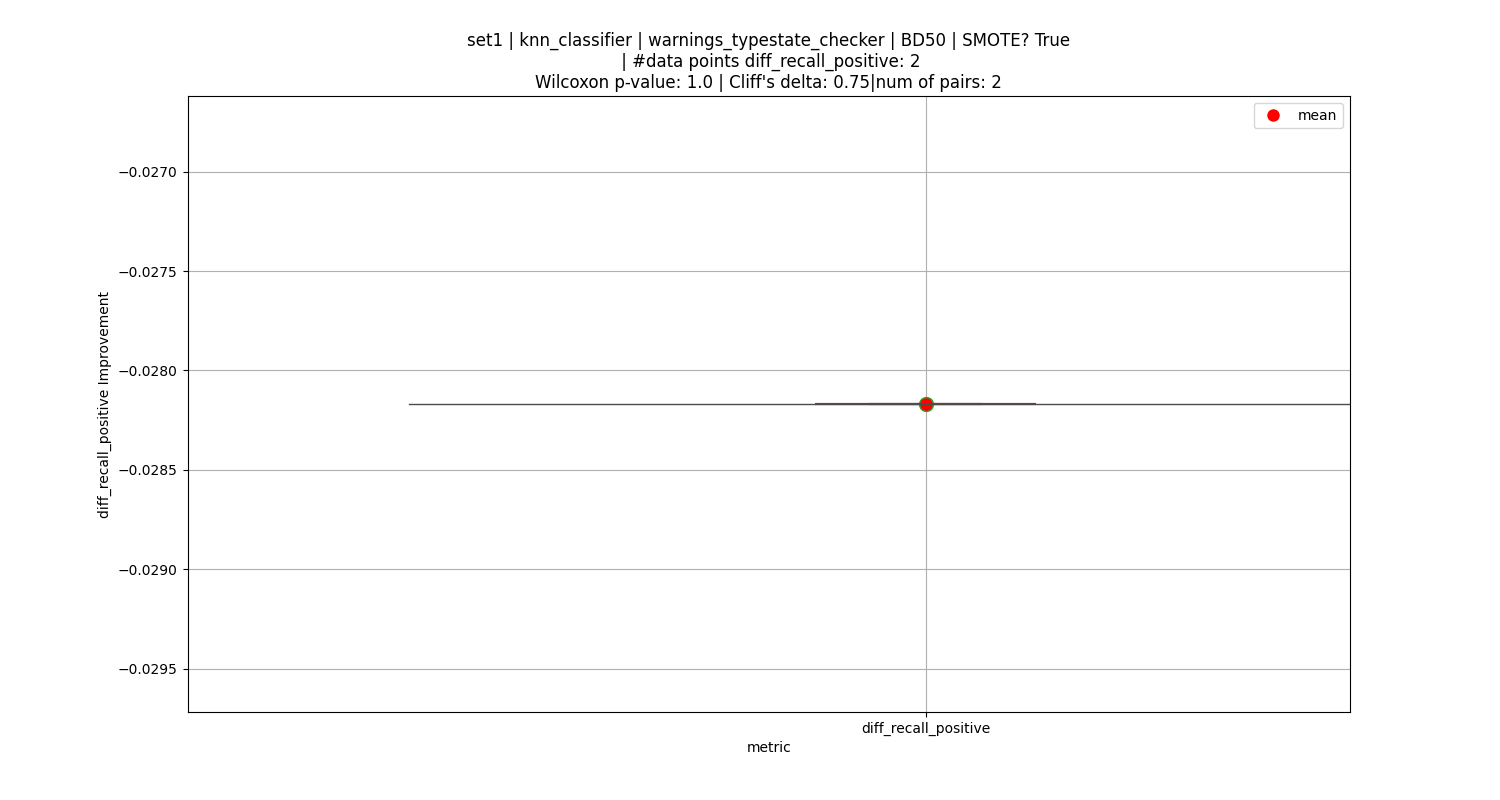 set1 | knn_classifier | warnings_typestate_checker | BD50 | SMOTE? True
| #data points diff_recall_positive: 2
Wilcoxon p-value: 1.0 | Cliff's delta: 0.75|num of pairs: 2
mean
−0.0270
−0.0275
−0.0280
−0.0285
−0.0290
−0.0295
diff_recall_positive Improvement
diff_recall_positive
metric